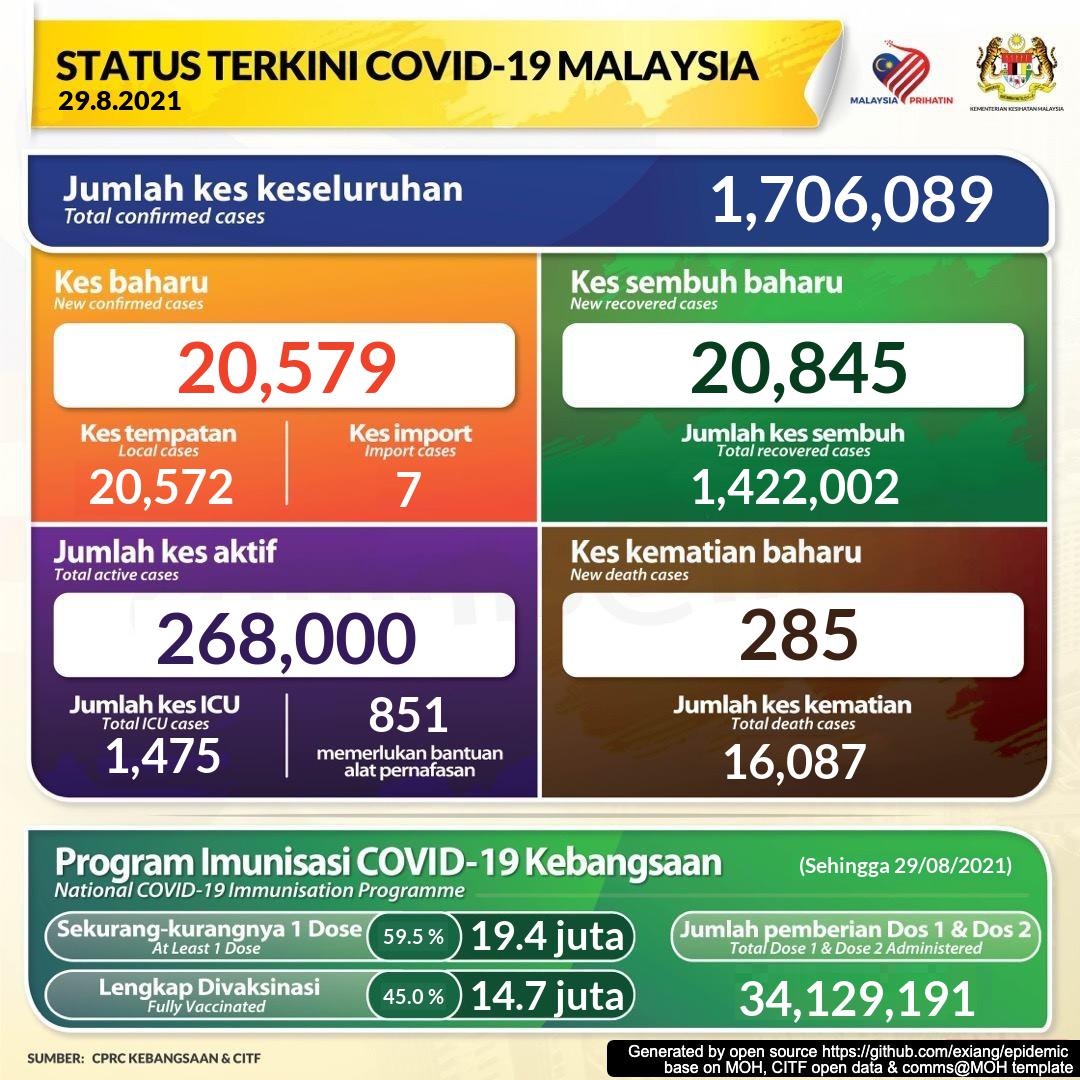 STATUS TERKINI COVID-19 MALAYSIA
29.8.2021
MALAYSIA PRIHATIN
KEMENTERIAN KESIHATAN MALAYSIA
Jumlah kes keseluruhan
Total confirmed cases
1,706,089
Kes baharu
New confirmed cases
20,579
Kes tempatan
Local cases
20,572
Kes import
Import cases
7
Kes sembuh baharu
New recovered cases
20,845
Jumlah kes sembuh
Total recovered cases
1,422,002
Jumlah kes aktif
Total active cases
268,000
Jumlah kes ICU
Total ICU cases
1,475
851
memerlukan bantuan
alat pernafasan
Kes kematian baharu
New death cases
285
Jumlah kes kematian
Total death cases
16,087
Program Imunisasi COVID-19 Kebangsaan
National COVID-19 Immunisation Programme
(Sehingga 29/08/2021)
Sekurang-kurangnya 1 Dose
At Least 1 Dose
59.5 %
19.4 juta
Lengkap Divaksinasi
Fully Vaccinated
45.0 %
14.7 juta
Jumlah pemberian Dos 1 & Dos 2
Total Dose 1 & Dose 2 Administered
34,129,191
SUMBER: CPRC KEBANGSAAN & CITF
Generated by open source https://github.com/exiang/epidemic
base on MOH, CITF open data & comms@MOH template